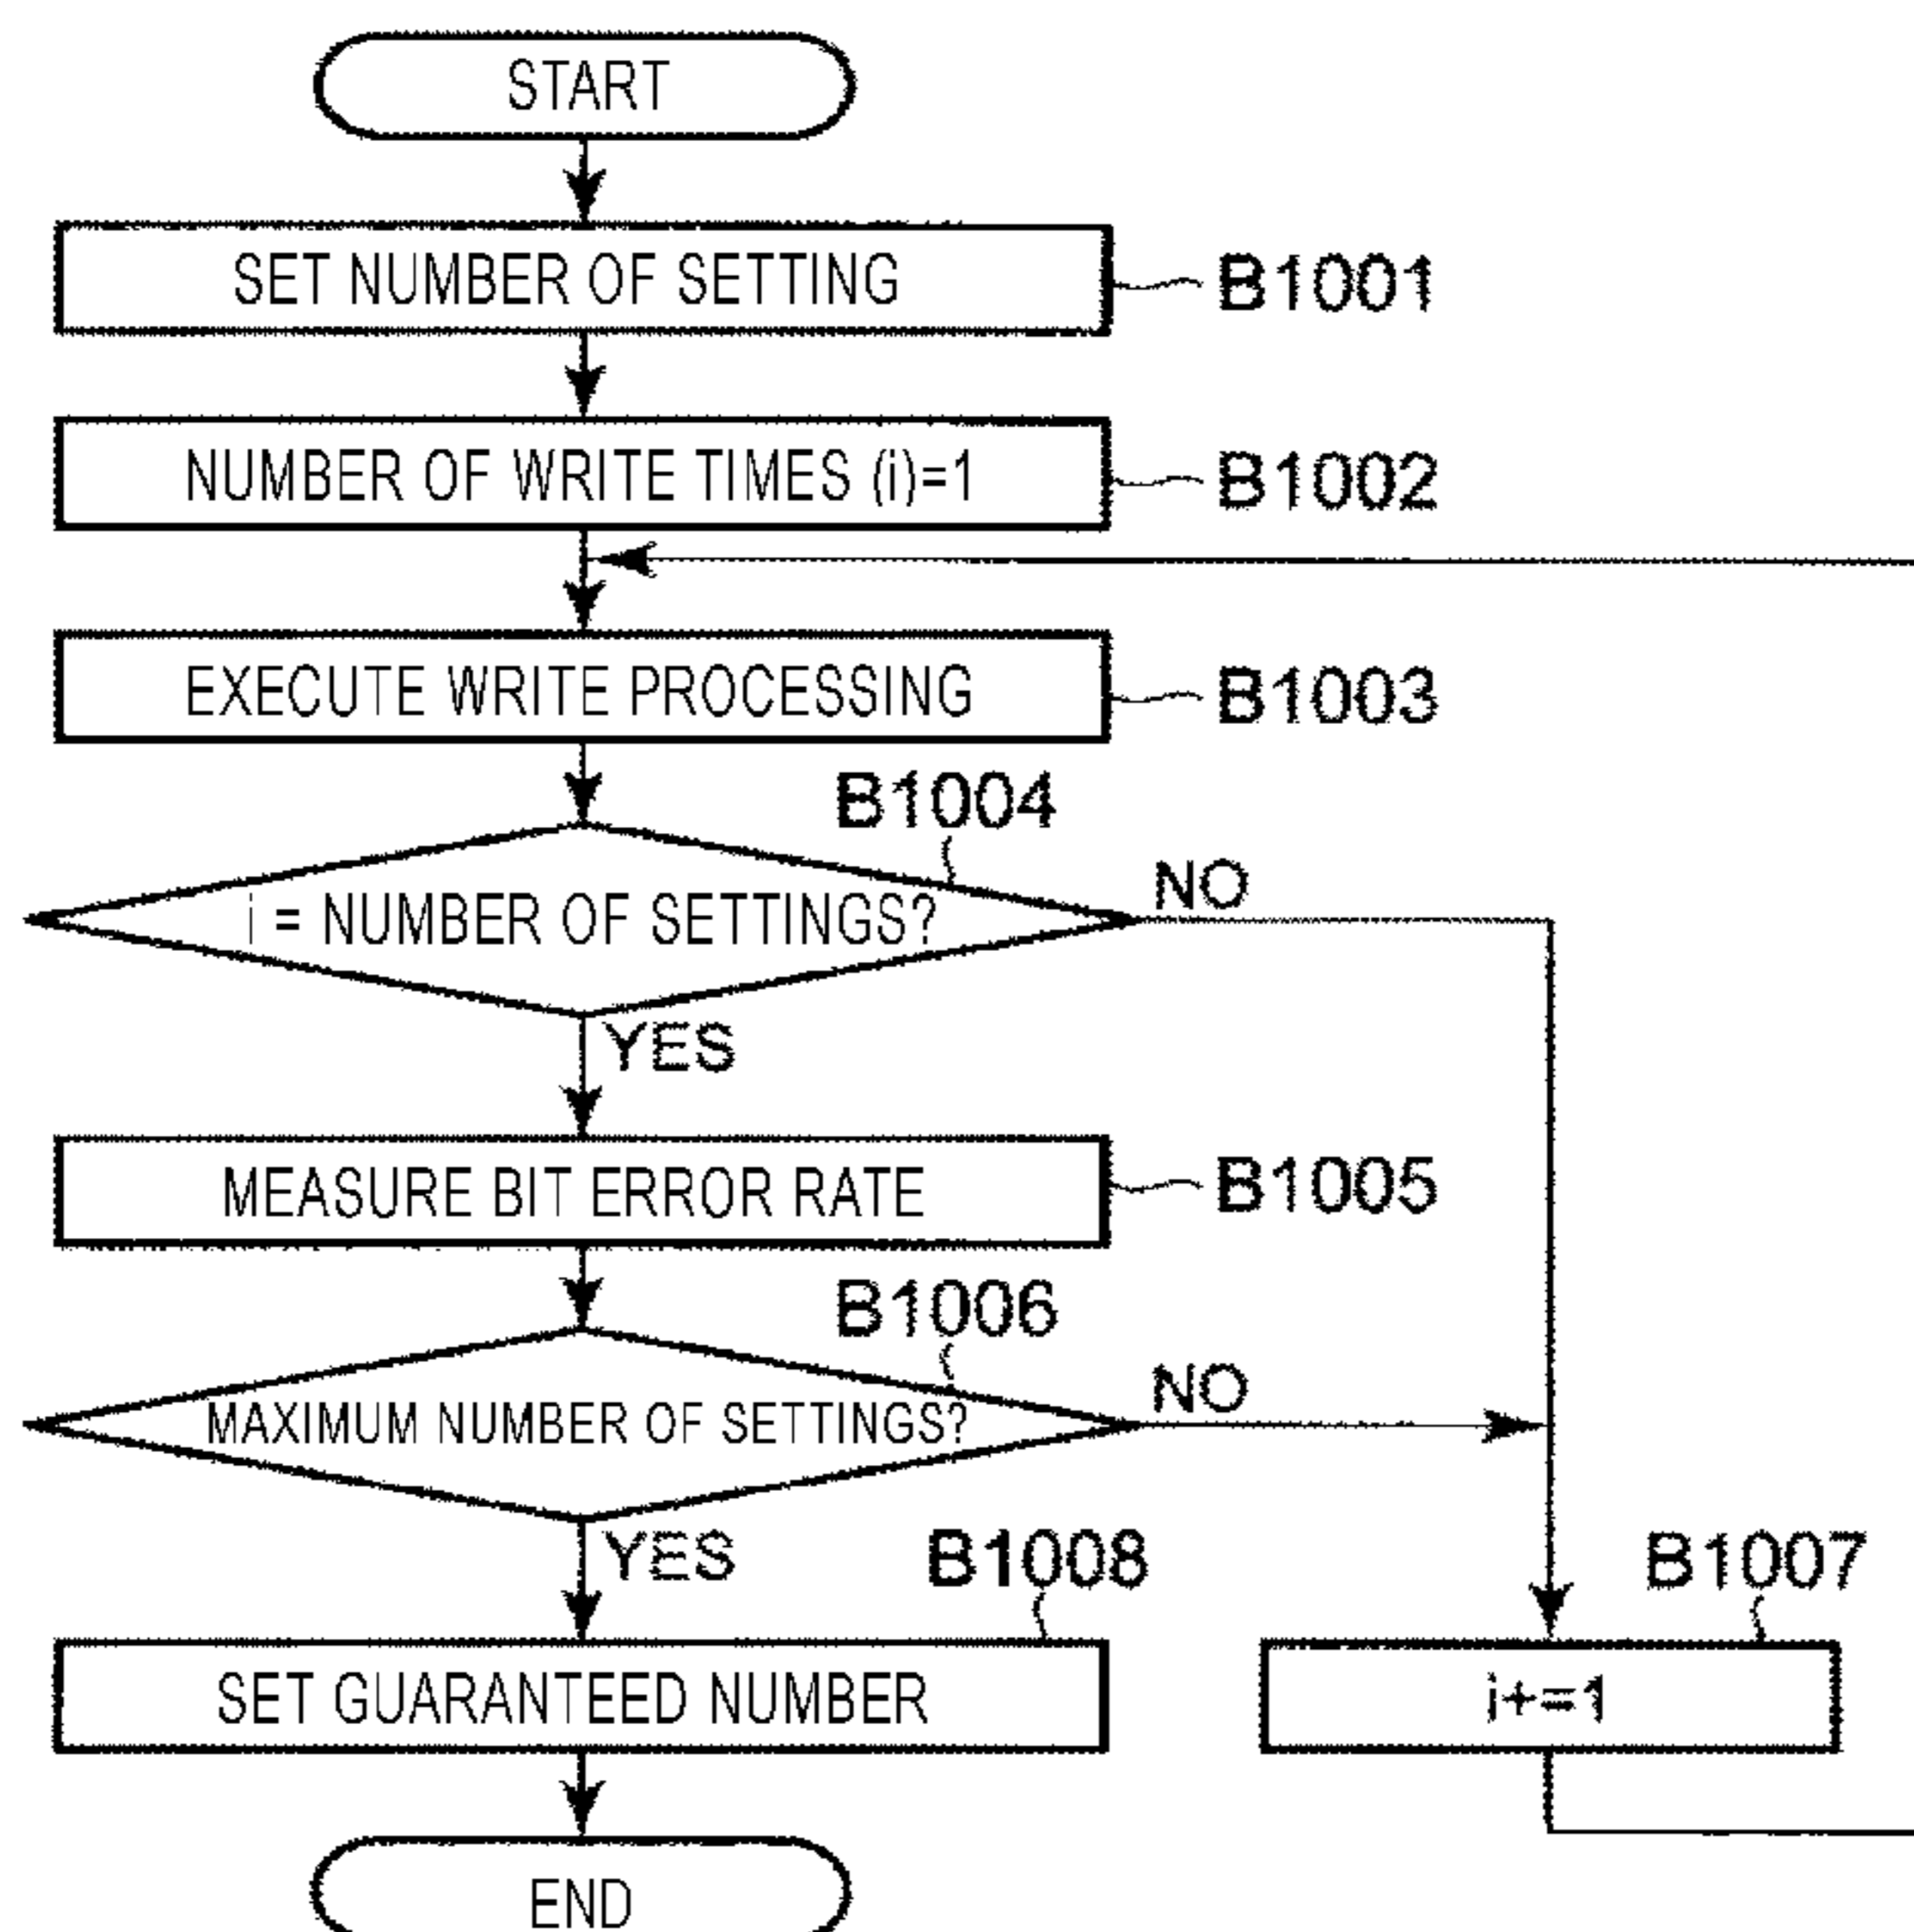 START
SET NUMBER OF SETTING
B1001
NUMBER OF WRITE TIMES (i)=1
B1002
EXECUTE WRITE PROCESSING
B1003
B1004
i = NUMBER OF SETTINGS?
NO
YES
MEASURE BIT ERROR RATE
B1005
B1006
MAXIMUM NUMBER OF SETTINGS?
NO
YES
B1008
B1007
SET GUARANTEED NUMBER
i+=1
END